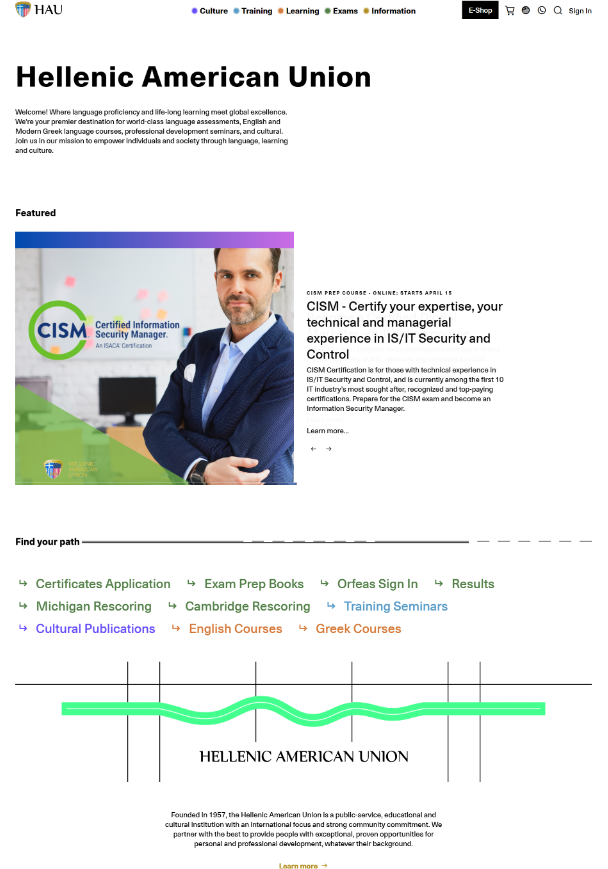 HAU
Culture Training Learning Exams Information
E-Shop
Sign In
Hellenic American Union
Welcome! Where language proficiency and life-long learning meet global excellence.
We're your premier destination for world-class language assessments, English and
Modern Greek language courses, professional development seminars, and cultural.
Join us in our mission to empower individuals and society through language, learning
and culture.
Featured
CISM
Certified Information
Security Manager.
An ISACA Certification
HELLENIC
AMERICAN
UNION
CISM PREP COURSE - ONLINE: STARTS APRIL 15
CISM - Certify your expertise, your
technical and managerial
experience in IS/IT Security and
Control
CISM Certification is for those with technical experience in
IS/IT Security and Control, and is currently among the first 10
IT industry's most sought after, recognized and top-paying
certifications. Prepare for the CISM exam and become an
Information Security Manager.
Learn more...
← →
Find your path
↪ Certificates Application ↪ Exam Prep Books ↪ Orfeas Sign In ↪ Results
↪ Michigan Rescoring ↪ Cambridge Rescoring ↪ Training Seminars
↪ Cultural Publications ↪ English Courses ↪ Greek Courses
HELLENIC AMERICAN UNION
Founded in 1957, the Hellenic American Union is a public-service, educational and
cultural institution with an international focus and strong community commitment. We
partner with the best to provide people with exceptional, proven opportunities for
personal and professional development, whatever their background.
Learn more →